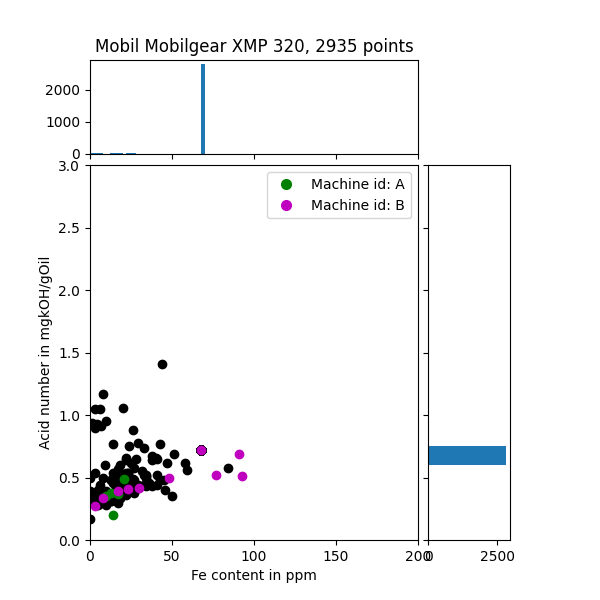 Mobil Mobilgear XMP 320, 2935 points
2000
1000
0
3.0
2.5
2.0
1.5
1.0
0.5
0.0
Acid number in mgkOH/gOil
Machine id: A
Machine id: B
0 50 100 150 200
0 2500
Fe content in ppm